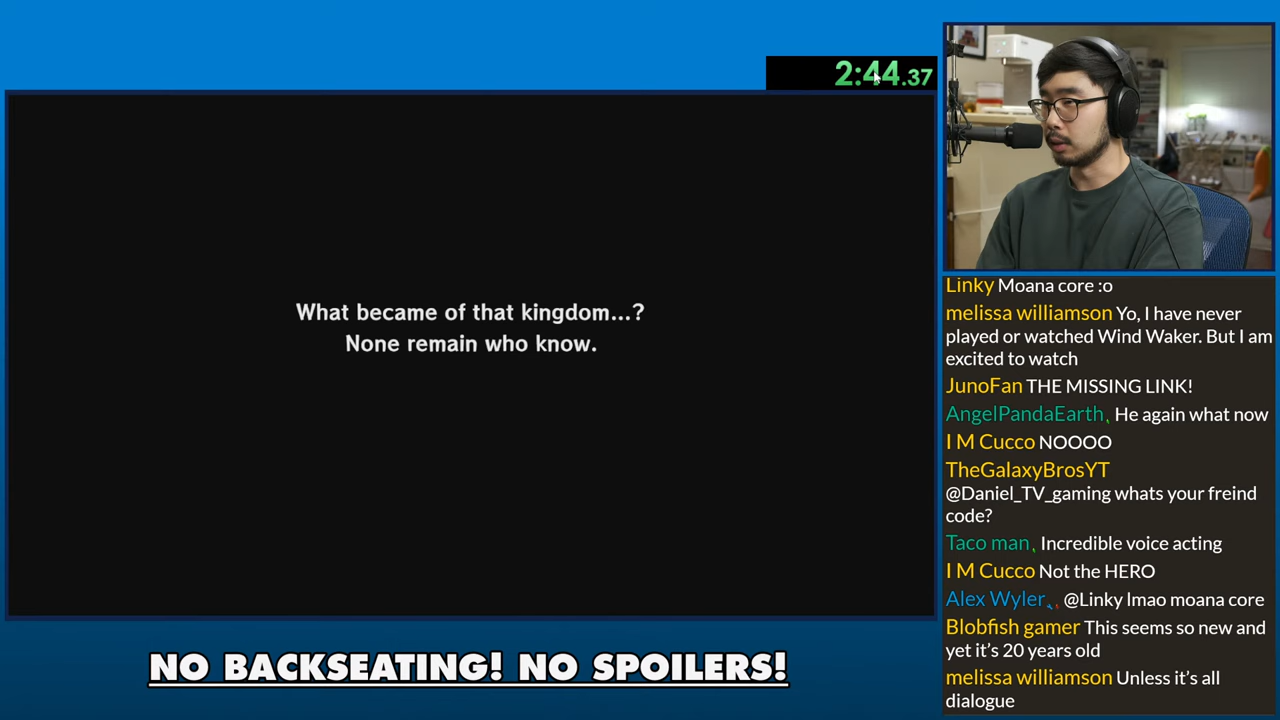 2:44.37
What became of that kingdom...?
None remain who know.
NO BACKSEATING! NO SPOILERS!
Linky Moana core :o
melissa williamson Yo, I have never
played or watched Wind Waker. But I am
excited to watch
JunoFan THE MISSING LINK!
AngelPandaEarth He again what now
I M Cucco NOOOO
TheGalaxyBrosYT
@Daniel_TV_gaming whats your freind
code?
Taco man Incredible voice acting
I M Cucco Not the HERO
Alex Wyler @Linky lmao moana core
Blobfish gamer This seems so new and
yet it's 20 years old
melissa williamson Unless it's all
dialogue